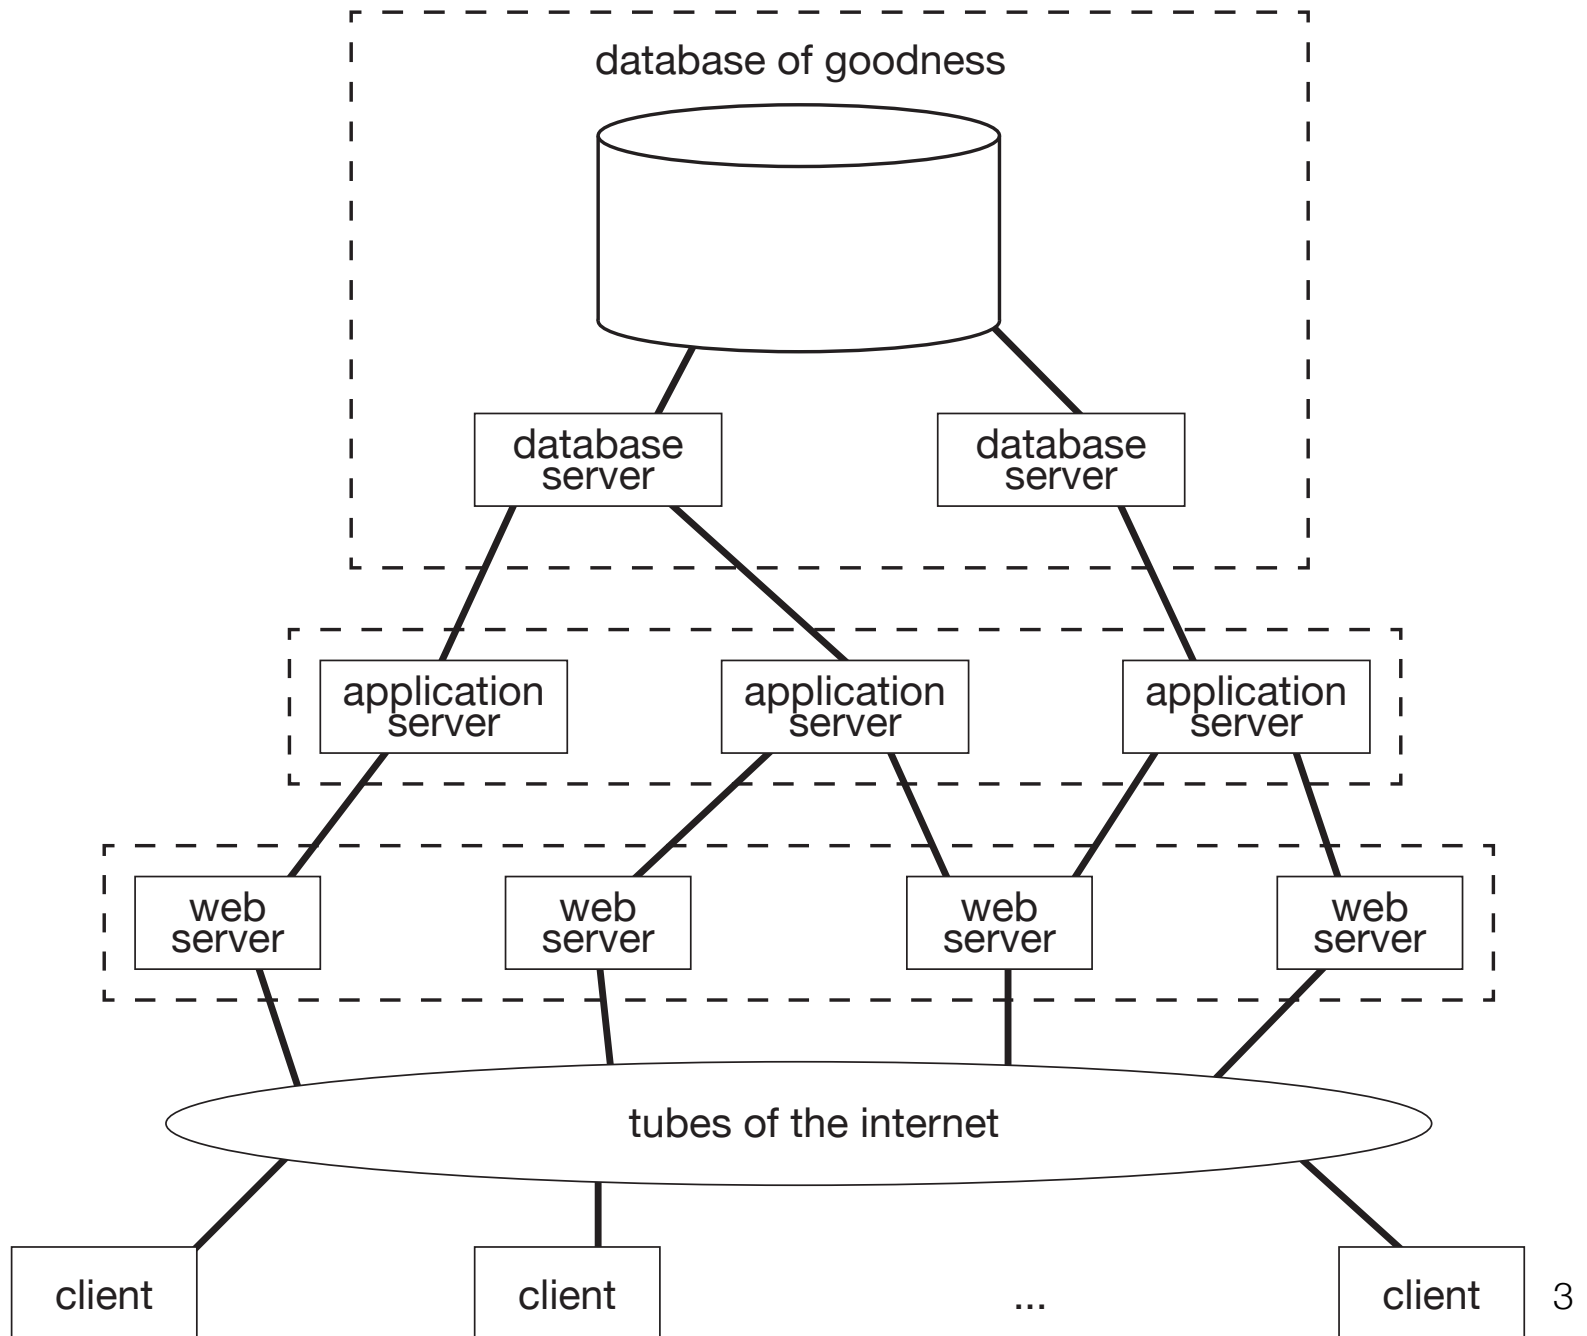 database of goodness
database
server
database
server
application
server
application
server
application
server
web
server
web
server
web
server
web
server
tubes of the internet
client
client
...
client
3